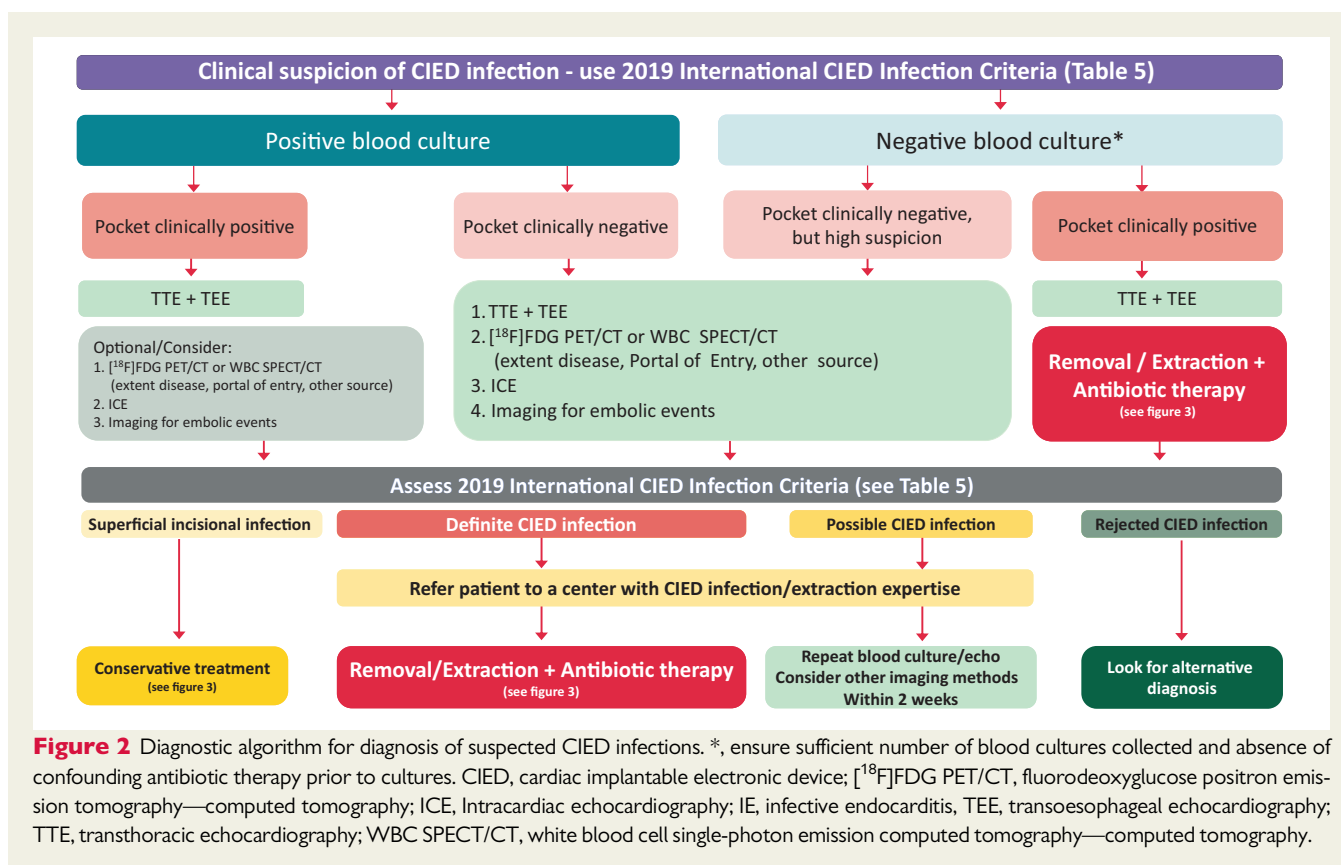 Clinical suspicion of CIED infection - use 2019 International CIED Infection Criteria (Table 5)
Positive blood culture
Negative blood culture*
Pocket clinically positive
Pocket clinically negative
Pocket clinically negative,
but high suspicion
Pocket clinically positive
TTE + TEE
Optional/Consider:
1. [¹⁸F]FDG PET/CT or WBC SPECT/CT
(extent disease, portal of entry, other source)
2. ICE
3. Imaging for embolic events
1. TTE + TEE
2. [¹⁸F]FDG PET/CT or WBC SPECT/CT
(extent disease, Portal of Entry, other source)
3. ICE
4. Imaging for embolic events
TTE + TEE
Removal / Extraction +
Antibiotic therapy
(see figure 3)
Assess 2019 International CIED Infection Criteria (see Table 5)
Superficial incisional infection
Definite CIED infection
Possible CIED infection
Rejected CIED infection
Refer patient to a center with CIED infection/extraction expertise
Conservative treatment
(see figure 3)
Removal/Extraction + Antibiotic therapy
(see figure 3)
Repeat blood culture/echo
Consider other imaging methods
Within 2 weeks
Look for alternative
diagnosis
Figure 2 Diagnostic algorithm for diagnosis of suspected CIED infections. *, ensure sufficient number of blood cultures collected and absence of
confounding antibiotic therapy prior to cultures. CIED, cardiac implantable electronic device; [¹⁸F]FDG PET/CT, fluorodeoxyglucose positron emis-
sion tomography—computed tomography; ICE, Intracardiac echocardiography; IE, infective endocarditis, TEE, transoesophageal echocardiography;
TTE, transthoracic echocardiography; WBC SPECT/CT, white blood cell single-photon emission computed tomography—computed tomography.